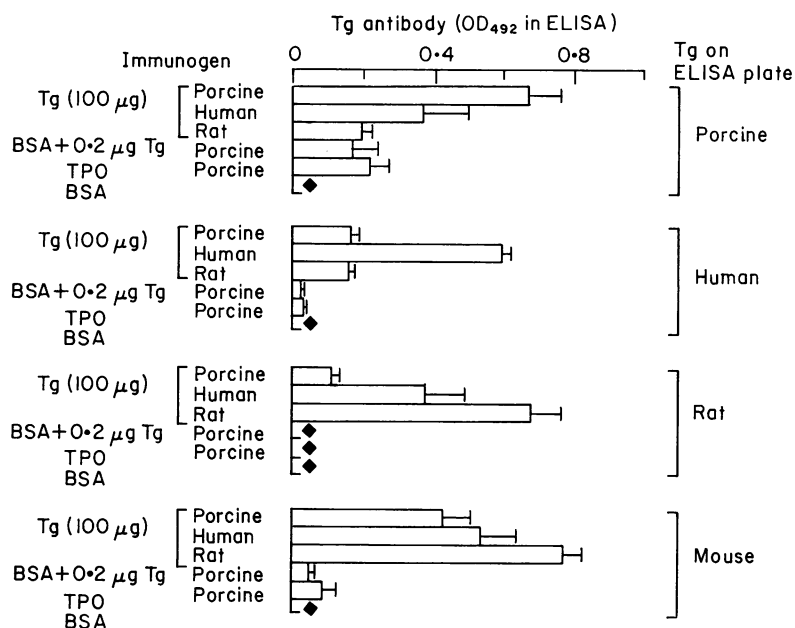 Tg antibody (OD492 in ELISA)
Immunogen
0 0·4 0·8
Tg on
ELISA plate
Tg (100 µg)
Porcine
Human
Rat
BSA+0·2 µg Tg
Porcine
TPO
Porcine
BSA
Porcine
Tg (100 µg)
Porcine
Human
Rat
BSA+0·2 µg Tg
Porcine
TPO
Porcine
BSA
Human
Tg (100 µg)
Porcine
Human
Rat
BSA+0·2 µg Tg
Porcine
TPO
Porcine
BSA
Rat
Tg (100 µg)
Porcine
Human
Rat
BSA+0·2 µg Tg
Porcine
TPO
Porcine
BSA
Mouse